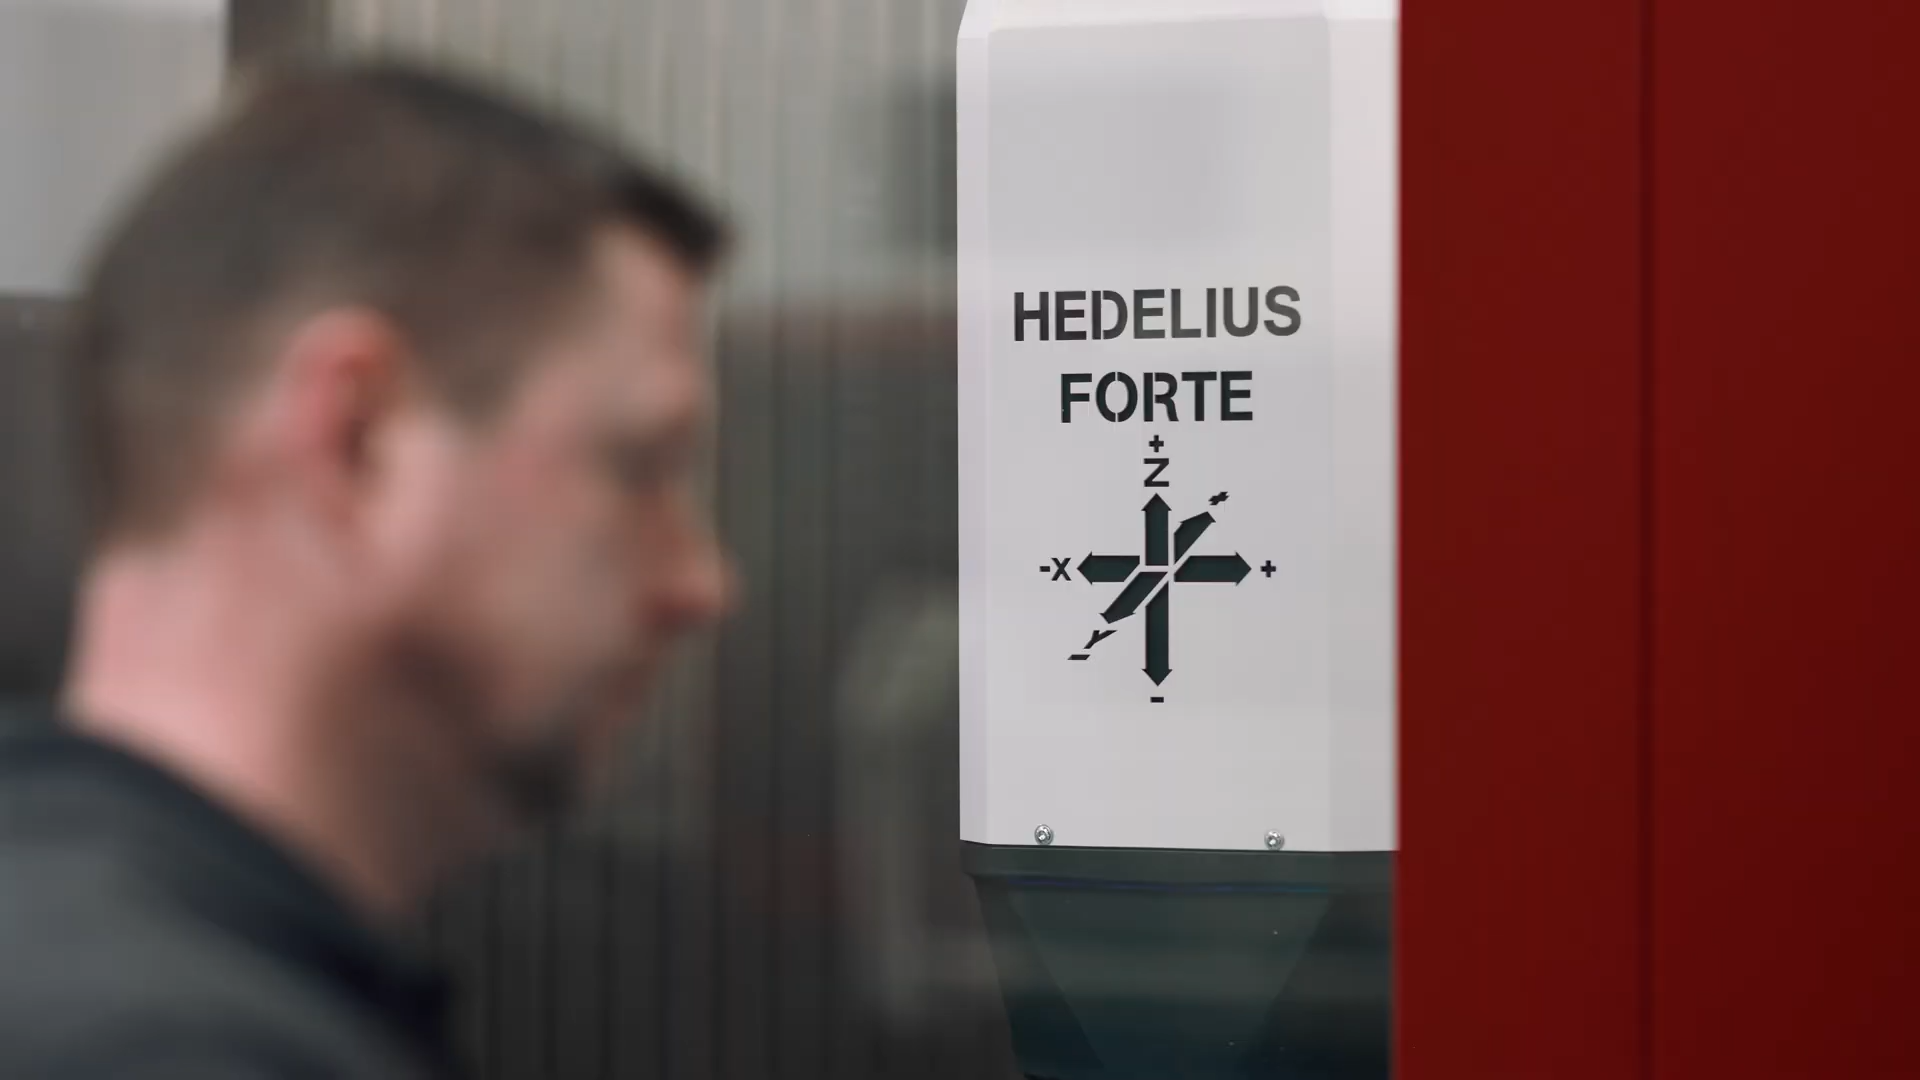 HEDELIUS
FORTE
+
Z
+
-X +
-Y
-